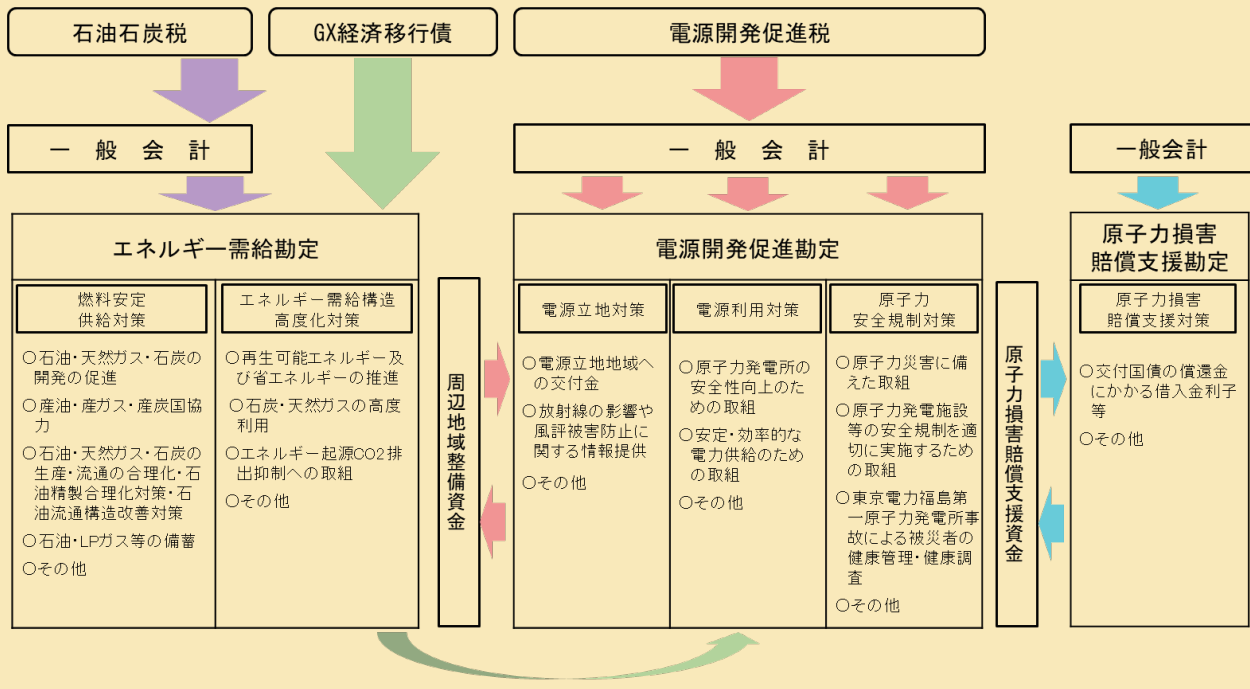 石油石炭税
GX経済移行債
電源開発促進税
一般会計
一般会計
一般会計
エネルギー需給勘定
燃料安定
供給対策
○石油・天然ガス・石炭の
開発の促進
○産油・産ガス・産炭国協
力
○石油・天然ガス・石炭の
生産・流通の合理化・石
油精製合理化対策・石
油流通構造改善対策
○石油・LPガス等の備蓄
○その他
エネルギー需給構造
高度化対策
○再生可能エネルギー及
び省エネルギーの推進
○石炭・天然ガスの高度
利用
○エネルギー起源CO2排
出抑制への取組
○その他
周辺地域整備資金
電源開発促進勘定
電源立地対策
○電源立地地域へ
の交付金
○放射線の影響や
風評被害防止に
関する情報提供
○その他
電源利用対策
○原子力発電所の
安全性向上のた
めの取組
○安定・効率的な
電力供給のため
の取組
○その他
原子力
安全規制対策
○原子力災害に備
えた取組
○原子力発電施設
等の安全規制を適
切に実施するため
の取組
○東京電力福島第
一原子力発電所事
故による被災者の
健康管理・健康調
査
○その他
原子力損害賠償支援資金
原子力損害
賠償支援勘定
原子力損害
賠償支援対策
○交付国債の償還金
にかかる借入金利子
等
○その他